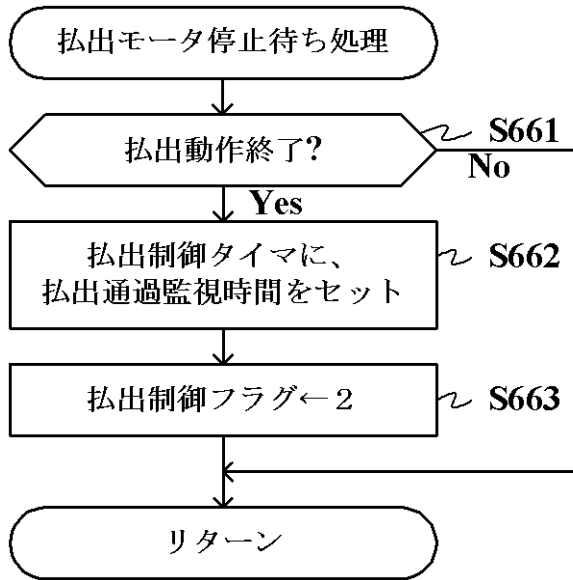 払出モータ停止待ち処理
払出動作終了?
S661
No
Yes
払出制御タイマに、
払出通過監視時間をセット
S662
払出制御フラグ←2
S663
リターン